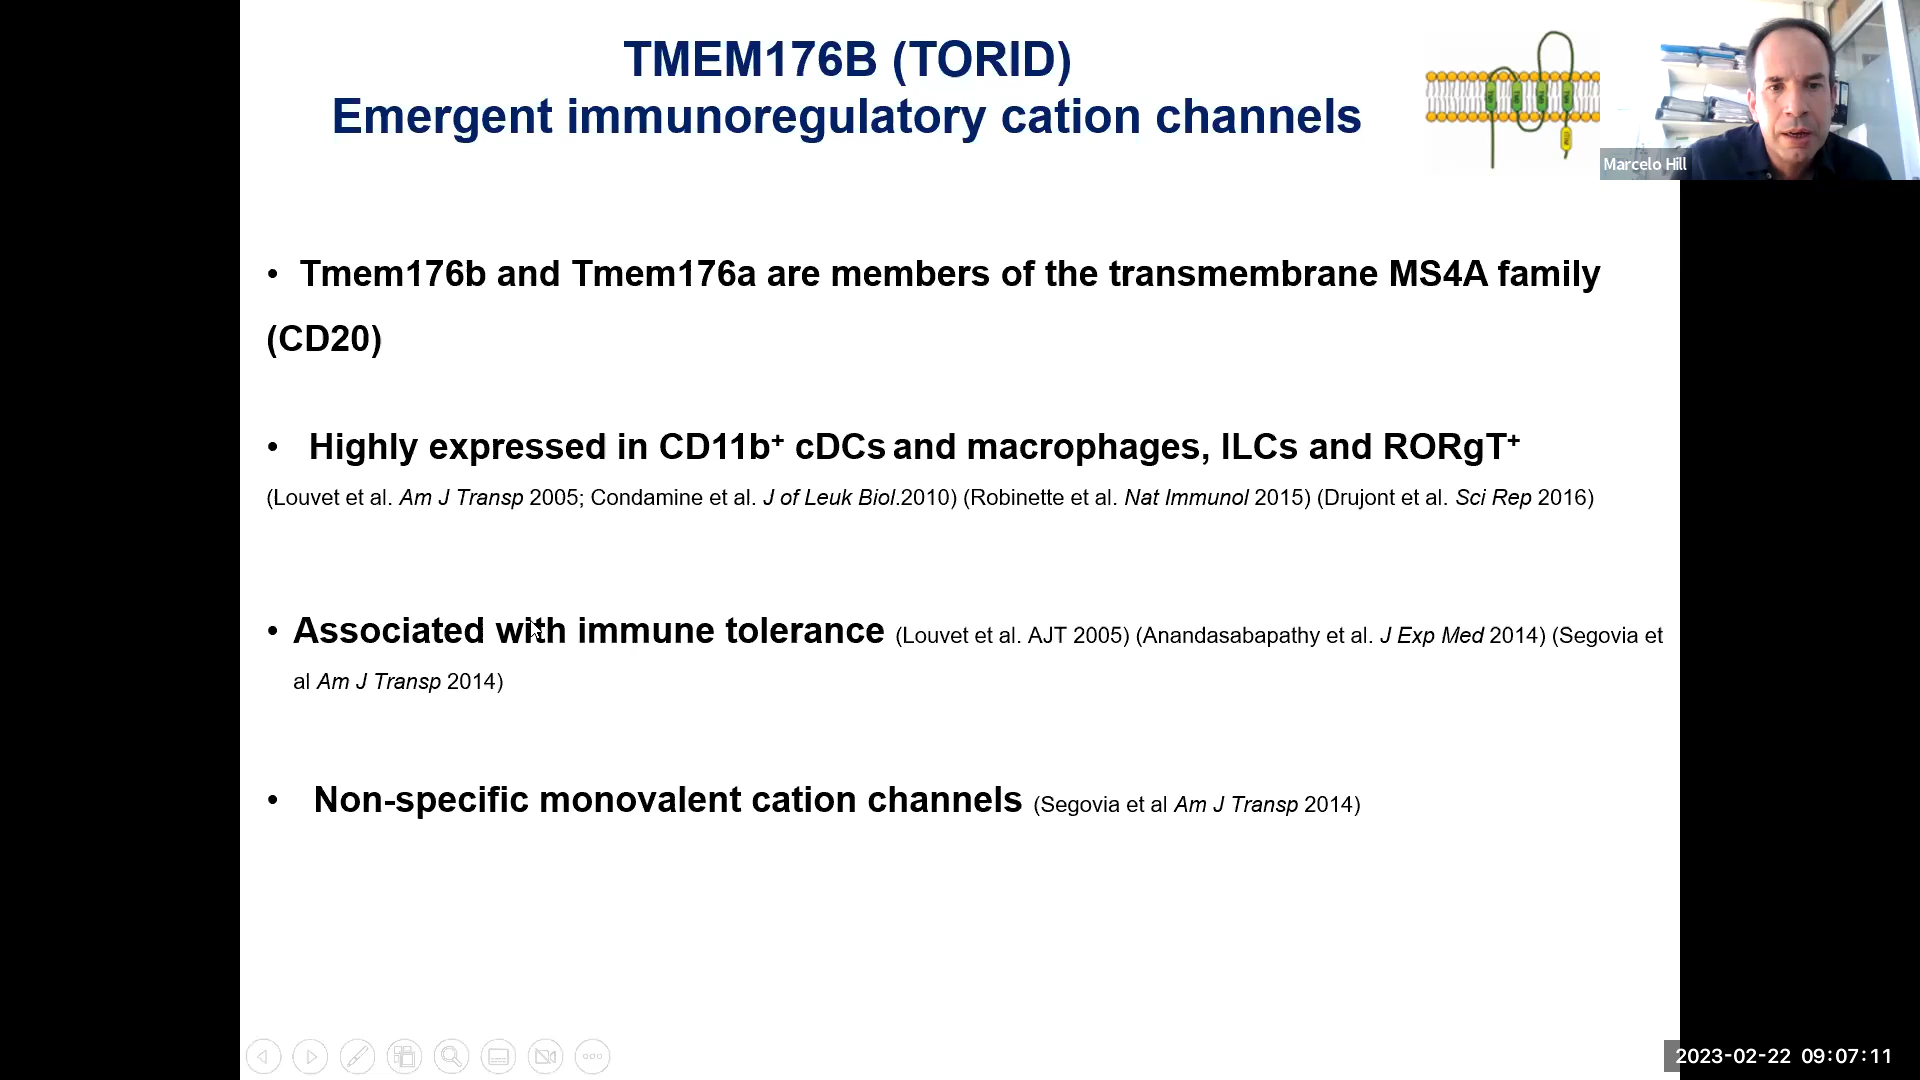 TMEM176B (TORID)
Emergent immunoregulatory cation channels
Marcelo Hill
• Tmem176b and Tmem176a are members of the transmembrane MS4A family
(CD20)
• Highly expressed in CD11b⁺ cDCs and macrophages, ILCs and RORgT⁺
(Louvet et al. Am J Transp 2005; Condamine et al. J of Leuk Biol.2010) (Robinette et al. Nat Immunol 2015) (Drujont et al. Sci Rep 2016)
• Associated with immune tolerance (Louvet et al. AJT 2005) (Anandasabapathy et al. J Exp Med 2014) (Segovia et
al Am J Transp 2014)
• Non-specific monovalent cation channels (Segovia et al Am J Transp 2014)
2023-02-22 09:07:11